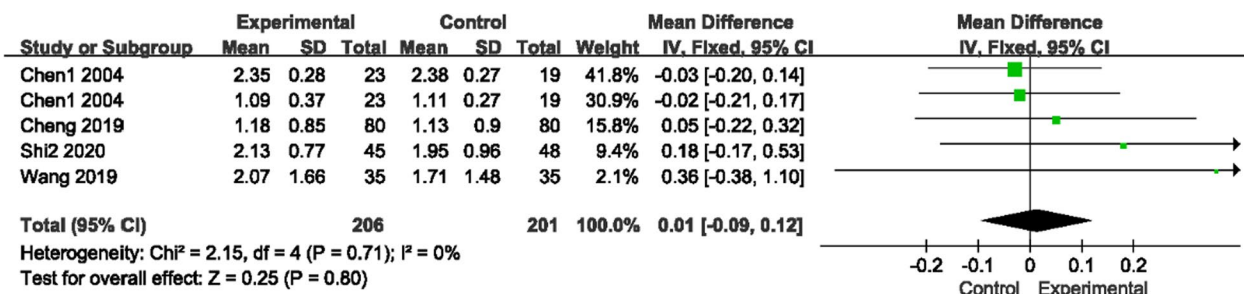 Experimental Control Mean Difference Mean Difference
Study or Subgroup Mean SD Total Mean SD Total Weight IV, Fixed, 95% CI IV, Fixed, 95% CI
Chen1 2004 2.35 0.28 23 2.38 0.27 19 41.8% -0.03 [-0.20, 0.14]
Chen1 2004 1.09 0.37 23 1.11 0.27 19 30.9% -0.02 [-0.21, 0.17]
Cheng 2019 1.18 0.85 80 1.13 0.9 80 15.8% 0.05 [-0.22, 0.32]
Shi2 2020 2.13 0.77 45 1.95 0.96 48 9.4% 0.18 [-0.17, 0.53]
Wang 2019 2.07 1.66 35 1.71 1.48 35 2.1% 0.36 [-0.38, 1.10]
Total (95% CI) 206 201 100.0% 0.01 [-0.09, 0.12]
Heterogeneity: Chi² = 2.15, df = 4 (P = 0.71); I² = 0%
Test for overall effect: Z = 0.25 (P = 0.80)
-0.2 -0.1 0 0.1 0.2
Control Experimental